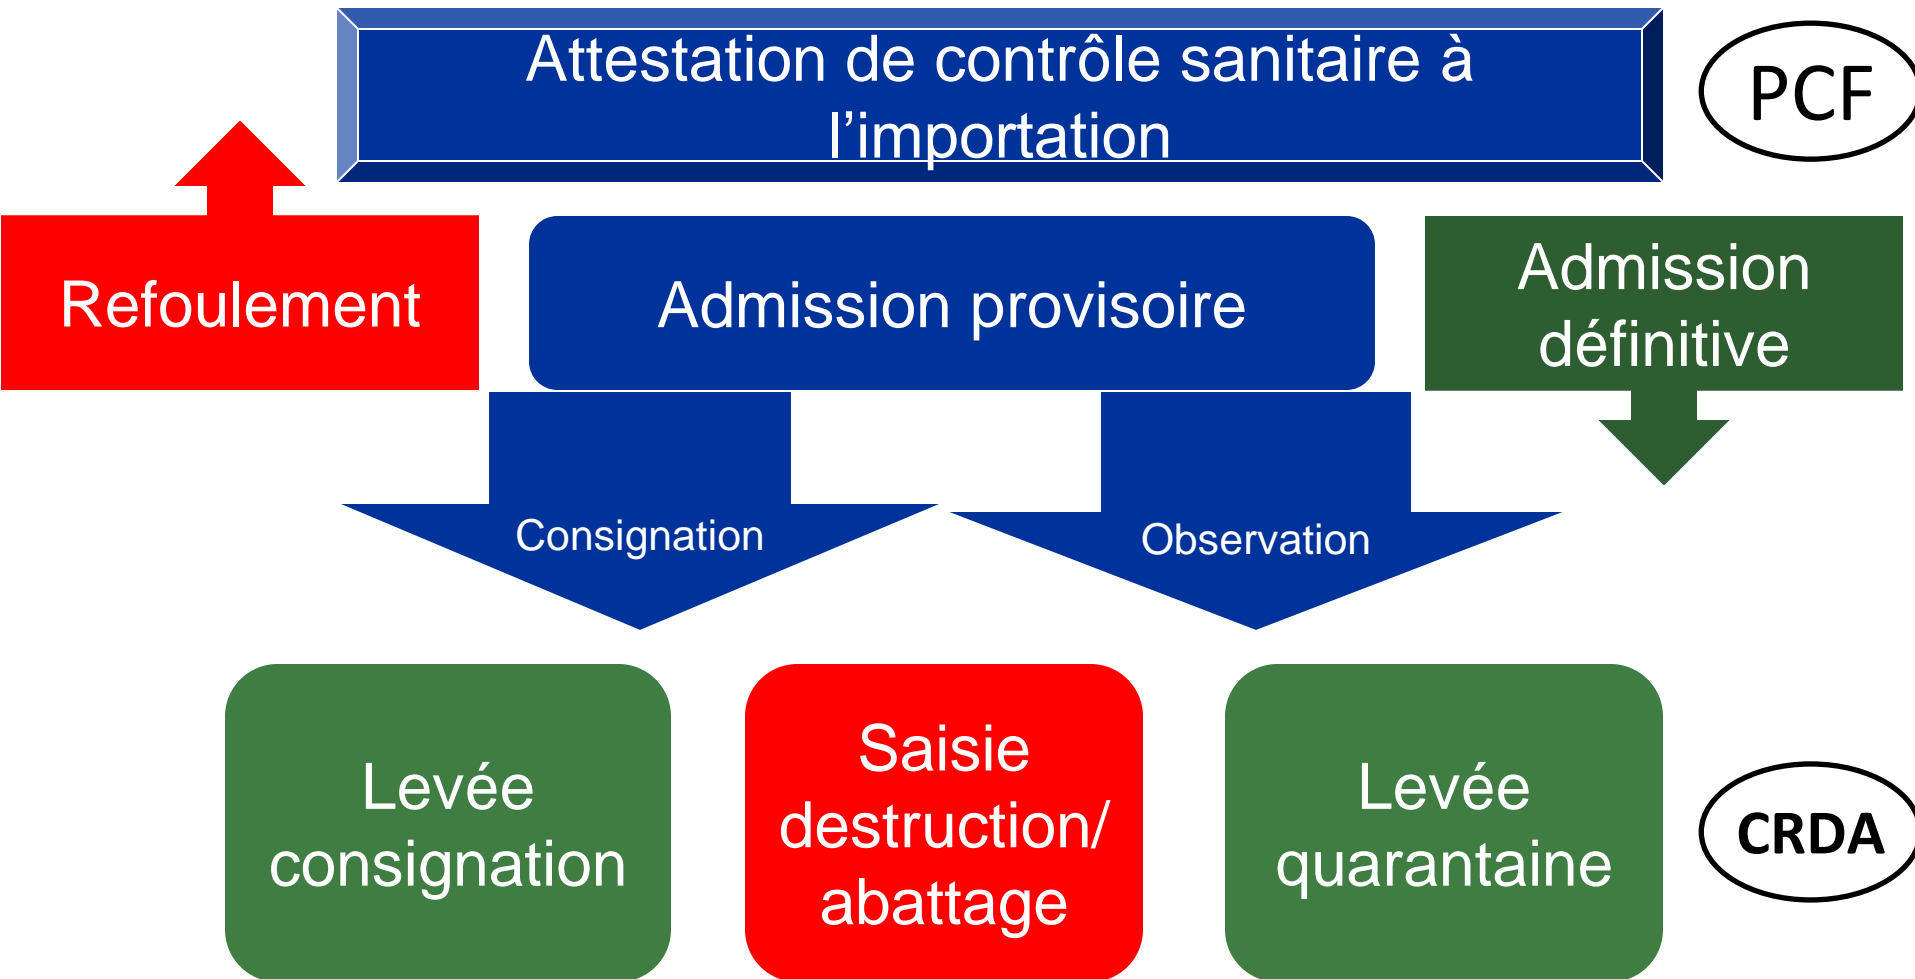 Attestation de contrôle sanitaire à
l’importation
PCF
Refoulement
Admission provisoire
Admission
définitive
Consignation
Observation
Levée
consignation
Saisie
destruction/
abattage
Levée
quarantaine
CRDA